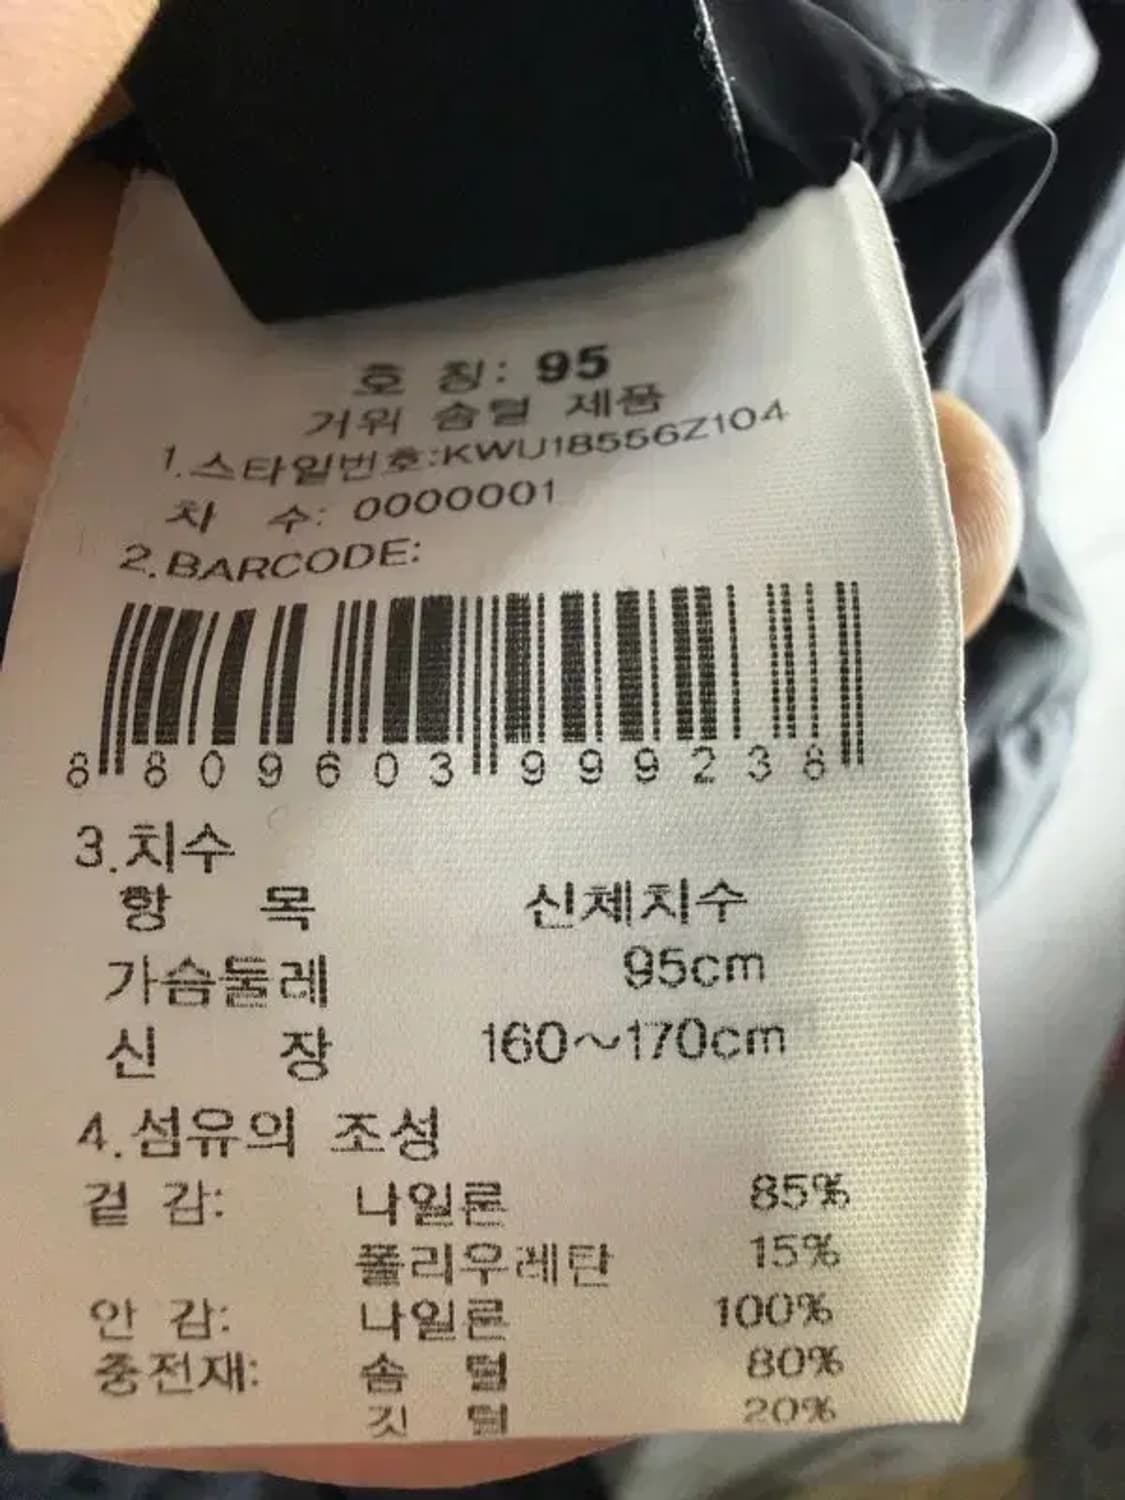 호 칭: 95
거위 솜털 제품
1.스타일번호:KWU18556Z104
차 수: 0000001
2.BARCODE:
8 809603 999238
3.치수
항 목 신체치수
가슴둘레 95cm
신 장 160~170cm
4.섬유의 조성
겉 감: 나일론 85%
폴리우레탄 15%
안 감: 나일론 100%
충전재: 솜 털 80%
깃 털 20%